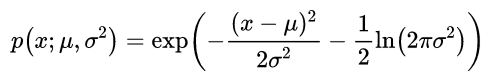 p(x; μ, σ²) = exp(−(x − μ)²/2σ² − 1/2 ln(2πσ²))